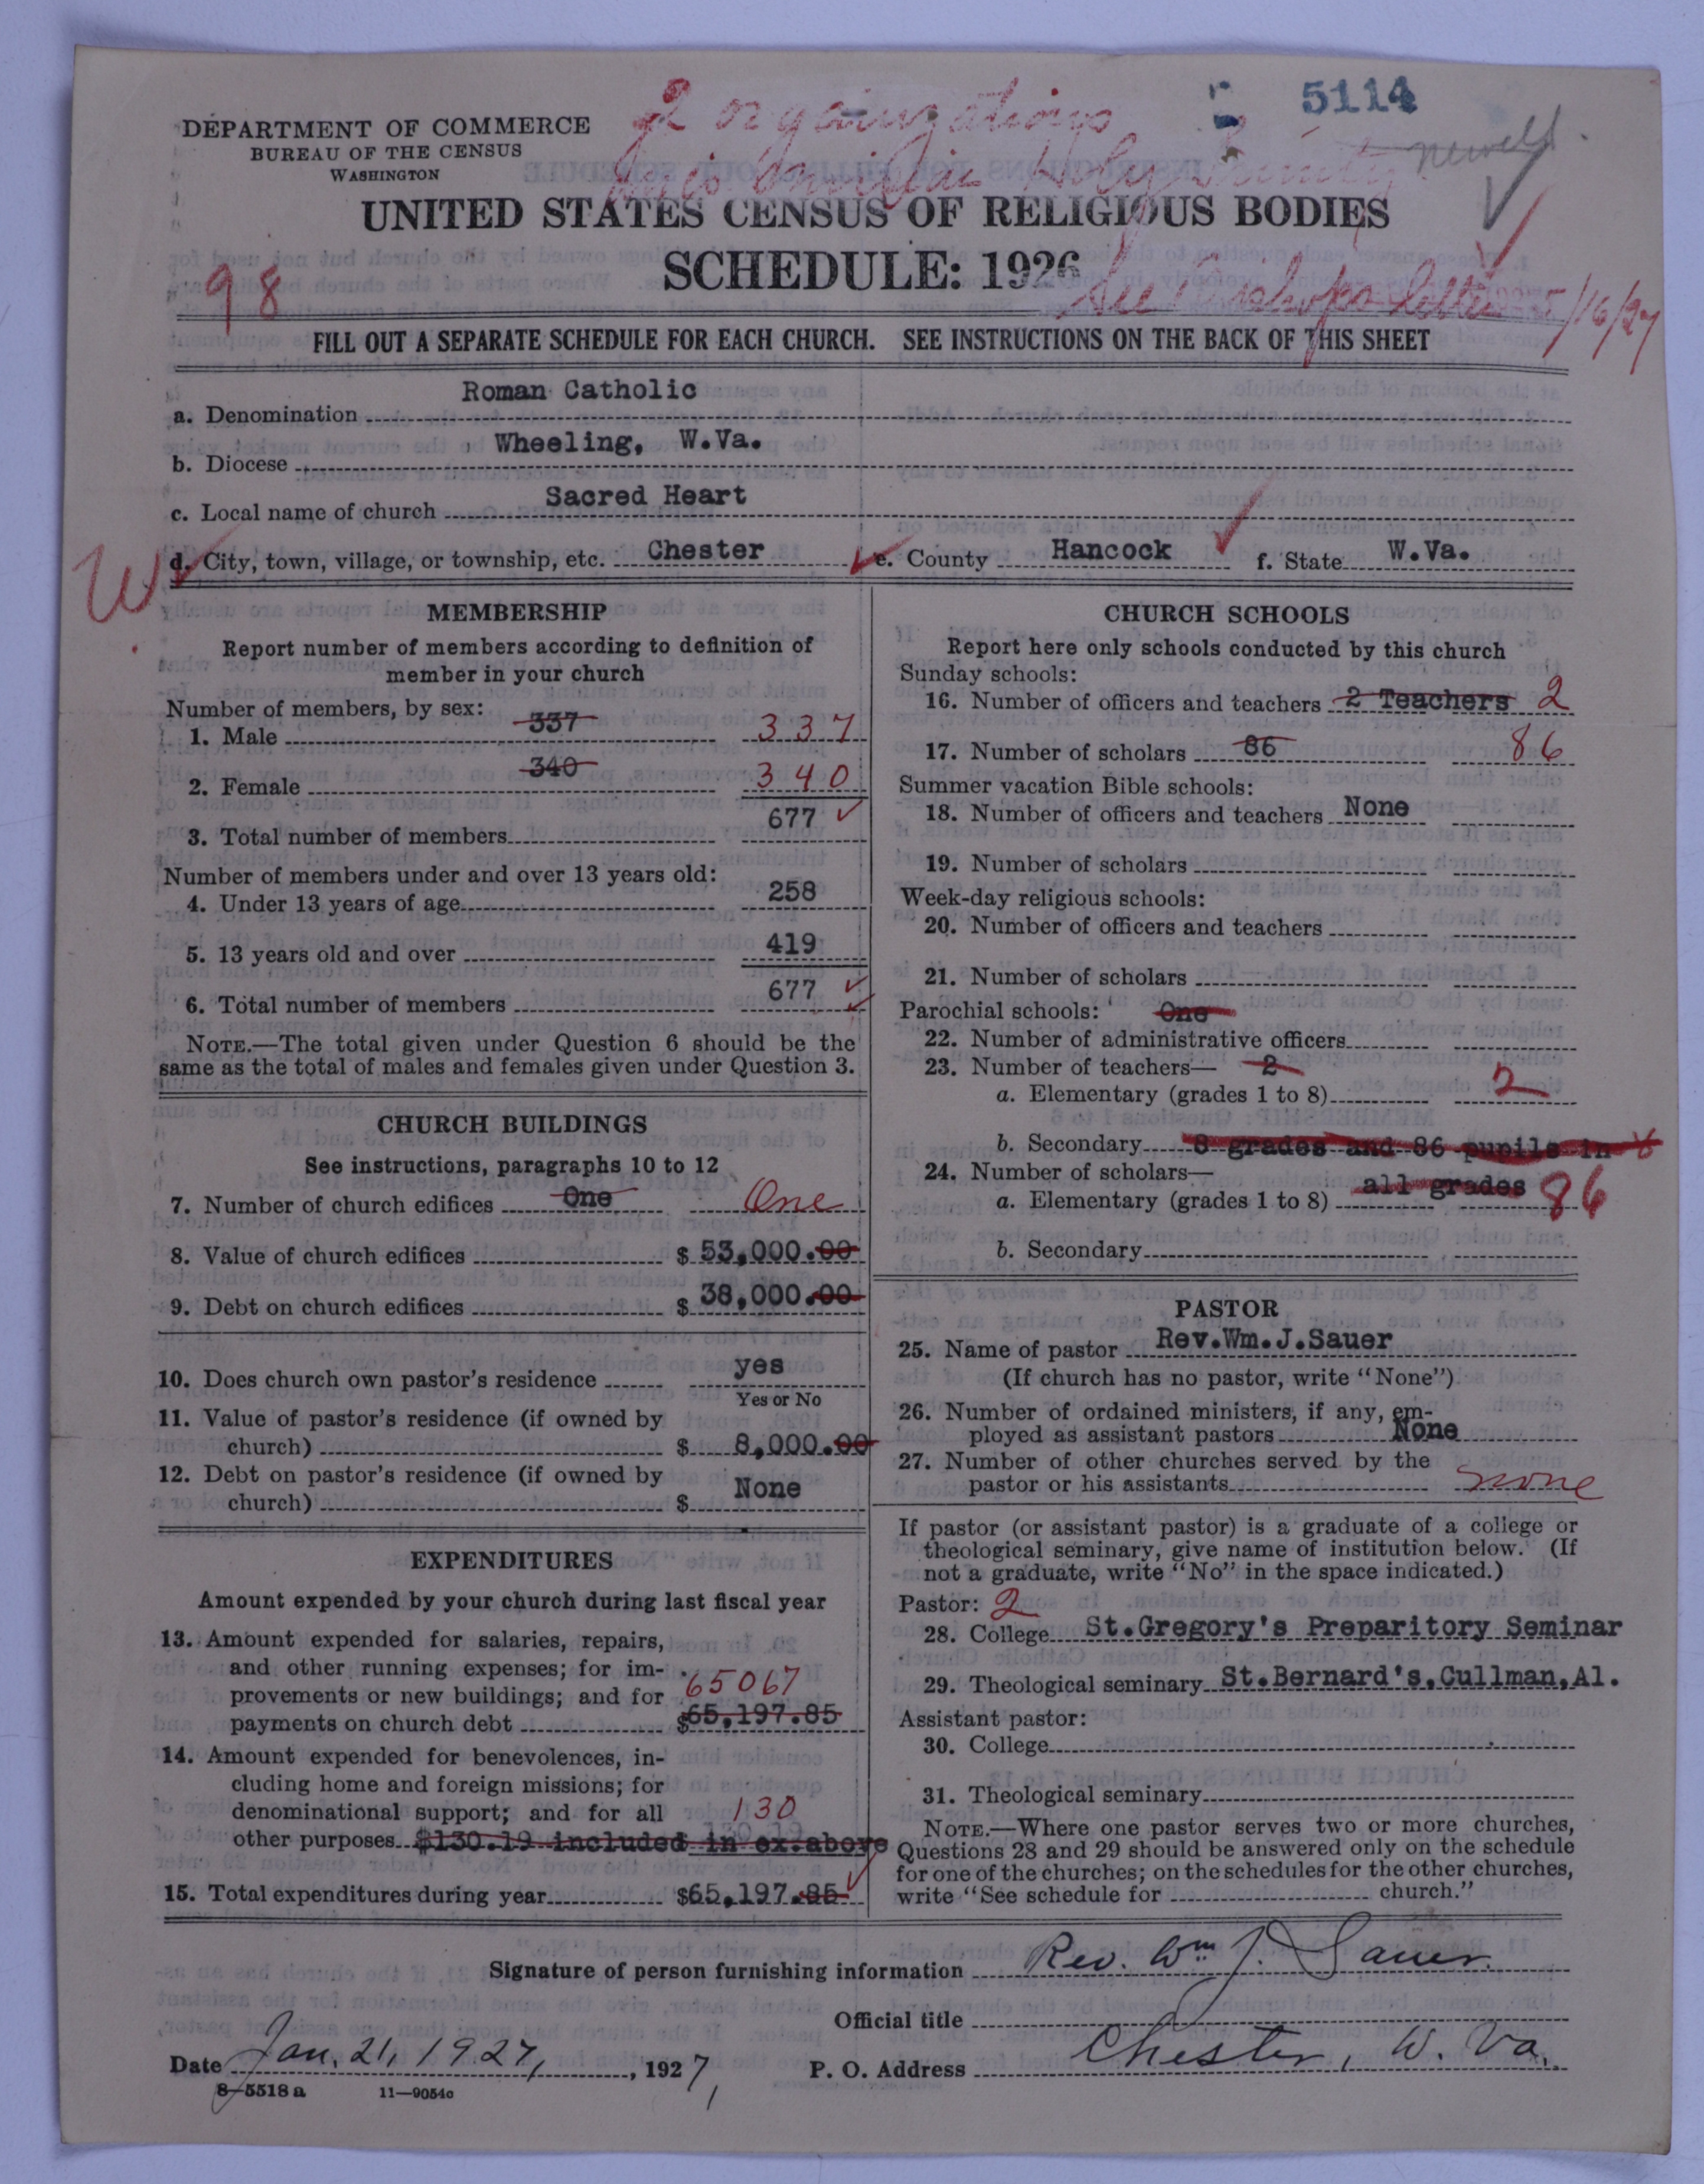 2 organizations
5114
Newell.
DEPARTMENT OF COMMERCE
BUREAU OF THE CENSUS
WASHINGTON
Holy Trinity
UNITED STATES CENSUS OF RELIGIOUS BODIES
SCHEDULE: 1926
98
See Bishops letter 5/16/27
FILL OUT A SEPARATE SCHEDULE FOR EACH CHURCH. SEE INSTRUCTIONS ON THE BACK OF THIS SHEET
a. Denomination Roman Catholic
b. Diocese Wheeling, W.Va.
c. Local name of church Sacred Heart
W
d. City, town, village, or township, etc. Chester e. County Hancock f. State W.Va.
MEMBERSHIP
Report number of members according to definition of
member in your church
Number of members, by sex:
1. Male 337 337
2. Female 340 340
3. Total number of members 677
Number of members under and over 13 years old:
4. Under 13 years of age 258
5. 13 years old and over 419
6. Total number of members 677
NOTE.—The total given under Question 6 should be the
same as the total of males and females given under Question 3.
CHURCH BUILDINGS
See instructions, paragraphs 10 to 12
7. Number of church edifices One One
8. Value of church edifices $ 53,000.00
9. Debt on church edifices $ 38,000.00
10. Does church own pastor's residence yes
Yes or No
11. Value of pastor's residence (if owned by
church) $ 8,000.00
12. Debt on pastor's residence (if owned by
church) $ None
EXPENDITURES
Amount expended by your church during last fiscal year
13. Amount expended for salaries, repairs,
and other running expenses; for im-
provements or new buildings; and for 65067
payments on church debt $65,197.85
14. Amount expended for benevolences, in-
cluding home and foreign missions; for
denominational support; and for all 130
other purposes $130.19 included in ex.above
15. Total expenditures during year $65,197.85
CHURCH SCHOOLS
Report here only schools conducted by this church
Sunday schools:
16. Number of officers and teachers 2 Teachers 2
17. Number of scholars 86 86
Summer vacation Bible schools:
18. Number of officers and teachers None
19. Number of scholars
Week-day religious schools:
20. Number of officers and teachers
21. Number of scholars
Parochial schools: One
22. Number of administrative officers
23. Number of teachers— 2
a. Elementary (grades 1 to 8) 2
b. Secondary 8 grades and 86 pupils in
24. Number of scholars— all grades
a. Elementary (grades 1 to 8) 86
b. Secondary
PASTOR
25. Name of pastor Rev.Wm.J.Sauer
(If church has no pastor, write "None")
26. Number of ordained ministers, if any, em-
ployed as assistant pastors None
27. Number of other churches served by the
pastor or his assistants none
If pastor (or assistant pastor) is a graduate of a college or
theological seminary, give name of institution below. (If
not a graduate, write "No" in the space indicated.)
Pastor: 2
28. College St.Gregory's Preparitory Seminar
29. Theological seminary St.Bernard's,Cullman,Al.
Assistant pastor:
30. College
31. Theological seminary
NOTE.—Where one pastor serves two or more churches,
Questions 28 and 29 should be answered only on the schedule
for one of the churches; on the schedules for the other churches,
write "See schedule for church."
Signature of person furnishing information Rev. Wm J. Sauer.
Official title
Date Jan. 21, 1927, , 1927, P. O. Address Chester, W. Va.
8—5518 a 11—9054c